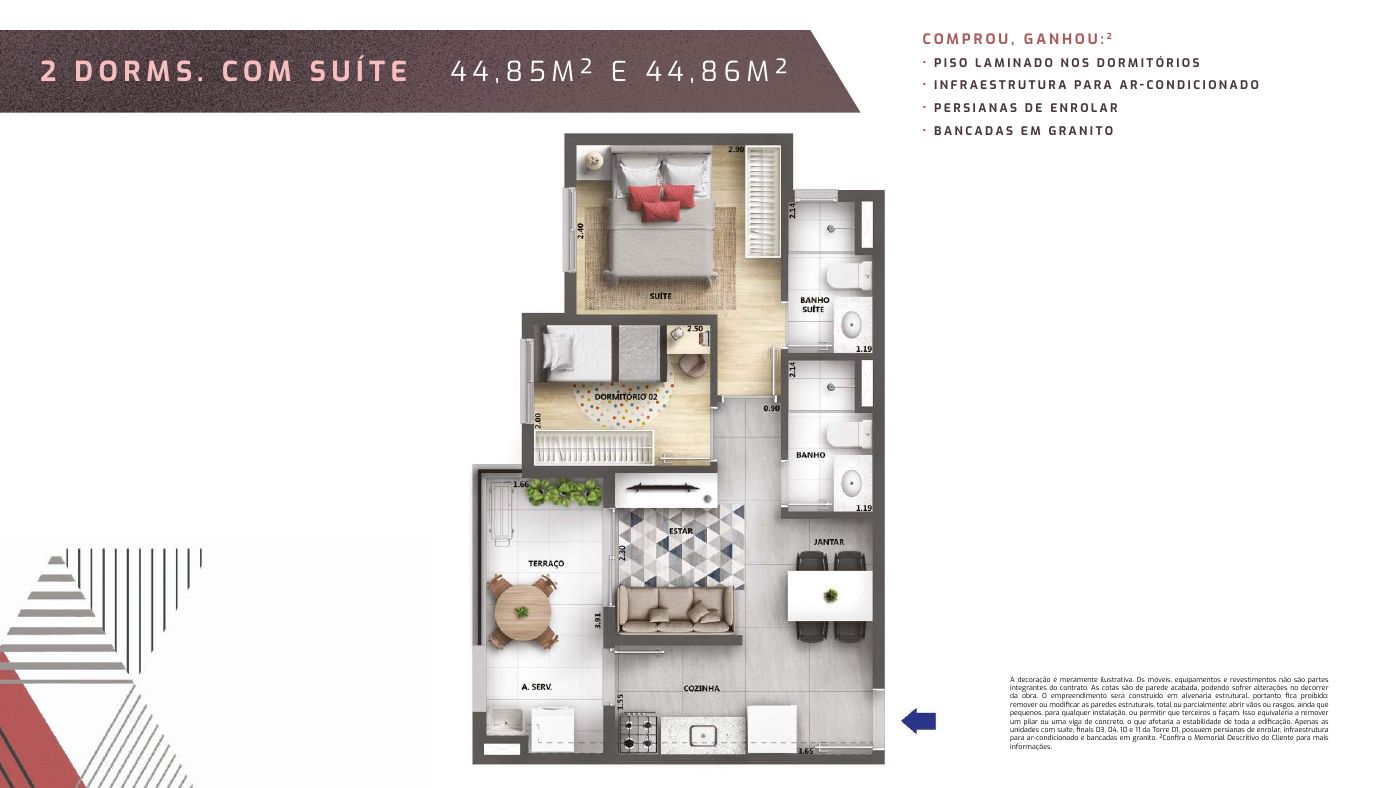 2 DORMS. COM SUÍTE 44,85M² E 44,86M²
COMPROU, GANHOU:²
· PISO LAMINADO NOS DORMITÓRIOS
· INFRAESTRUTURA PARA AR-CONDICIONADO
· PERSIANAS DE ENROLAR
· BANCADAS EM GRANITO
2.90
2.14
2.40
SUÍTE
BANHO
SUÍTE
1.19
2.50
2.14
DORMITÓRIO 02
0.90
2.00
BANHO
1.66
1.19
ESTAR
JANTAR
2.30
TERRAÇO
3.91
A. SERV.
COZINHA
1.55
3.65
A decoração é meramente ilustrativa. Os móveis, equipamentos e revestimentos não são partes
integrantes do contrato. As cotas são de parede acabada, podendo sofrer alterações no decorrer
da obra. O empreendimento será construído em alvenaria estrutural, portanto fica proibido:
remover ou modificar as paredes estruturais, total ou parcialmente; abrir vãos ou rasgos, ainda que
pequenos, para qualquer instalação, ou permitir que terceiros o façam. Isso equivaleria a remover
um pilar ou uma viga de concreto, o que afetaria a estabilidade de toda a edificação. Apenas as
unidades com suíte, finais 03, 04, 10 e 11 da Torre 01, possuem persianas de enrolar, infraestrutura
para ar-condicionado e bancadas em granito. ²Confira o Memorial Descritivo do Cliente para mais
informações.